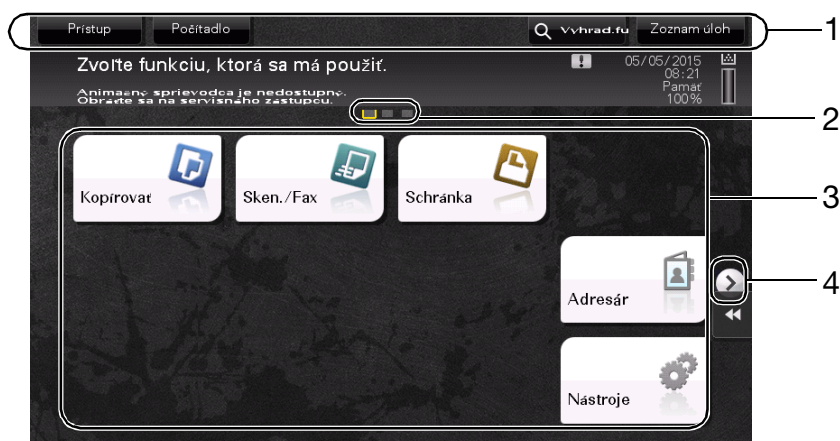 Prístup Počítadlo Vyhrad.fu Zoznam úloh 1
Zvoľte funkciu, ktorá sa má použiť.
05/05/2015
08:21
Pamäť
100%
Animačný sprievodca je nedostupný.
Obráťte sa na servisného zástupcu.
2
Kopírovať Sken./Fax Schránka
3
4
Adresár
Nástroje